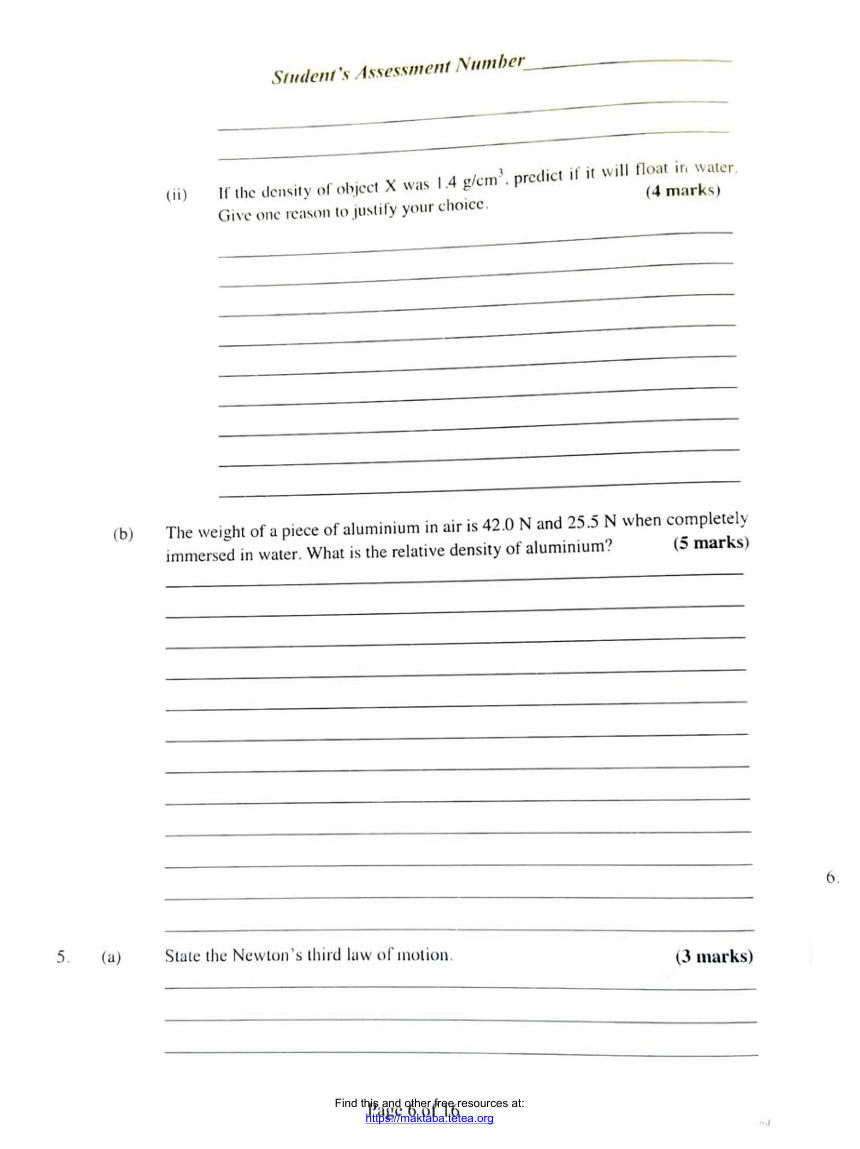 Student's Assessment Number
(ii) If the density of object X was 1.4 g/cm³, predict if it will float in water.
Give one reason to justify your choice. (4 marks)
(b) The weight of a piece of aluminium in air is 42.0 N and 25.5 N when completely
immersed in water. What is the relative density of aluminium? (5 marks)
6.
5. (a) State the Newton's third law of motion. (3 marks)
Find this and other free resources at:
Page 6 of 16
https://maktaba.tetea.org